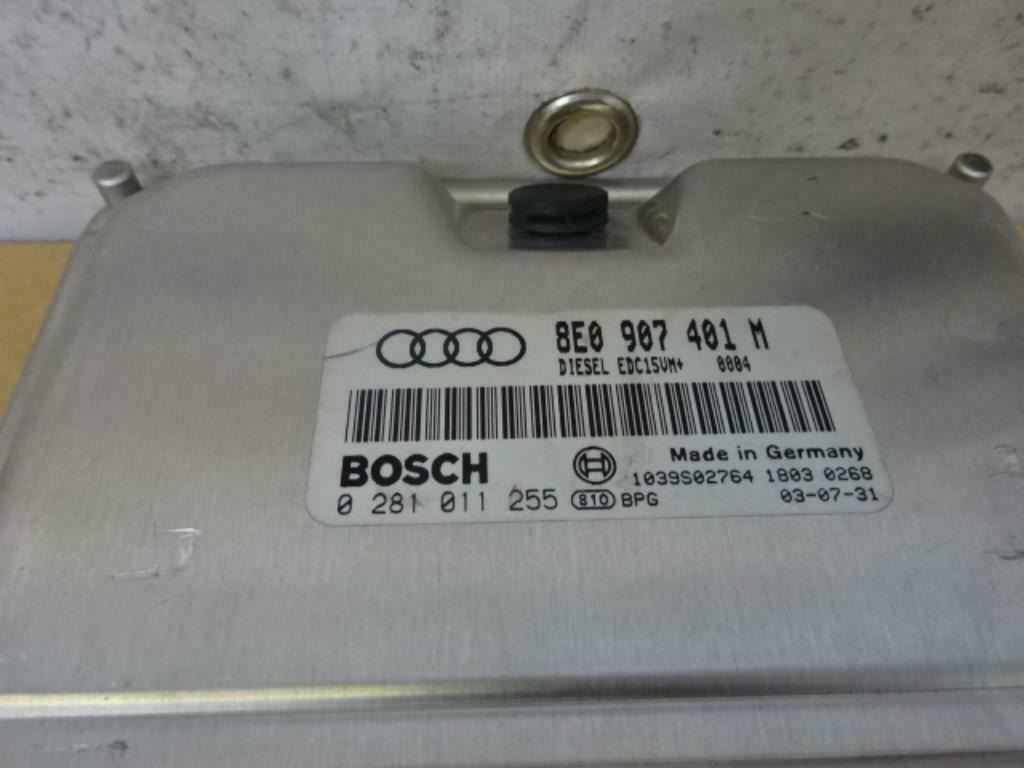 8E0 907 401 M
DIESEL EDC15VM+ 0004
BOSCH
Made in Germany
1039S02764 1803 0268
0 281 011 255 810 BPG 03-07-31